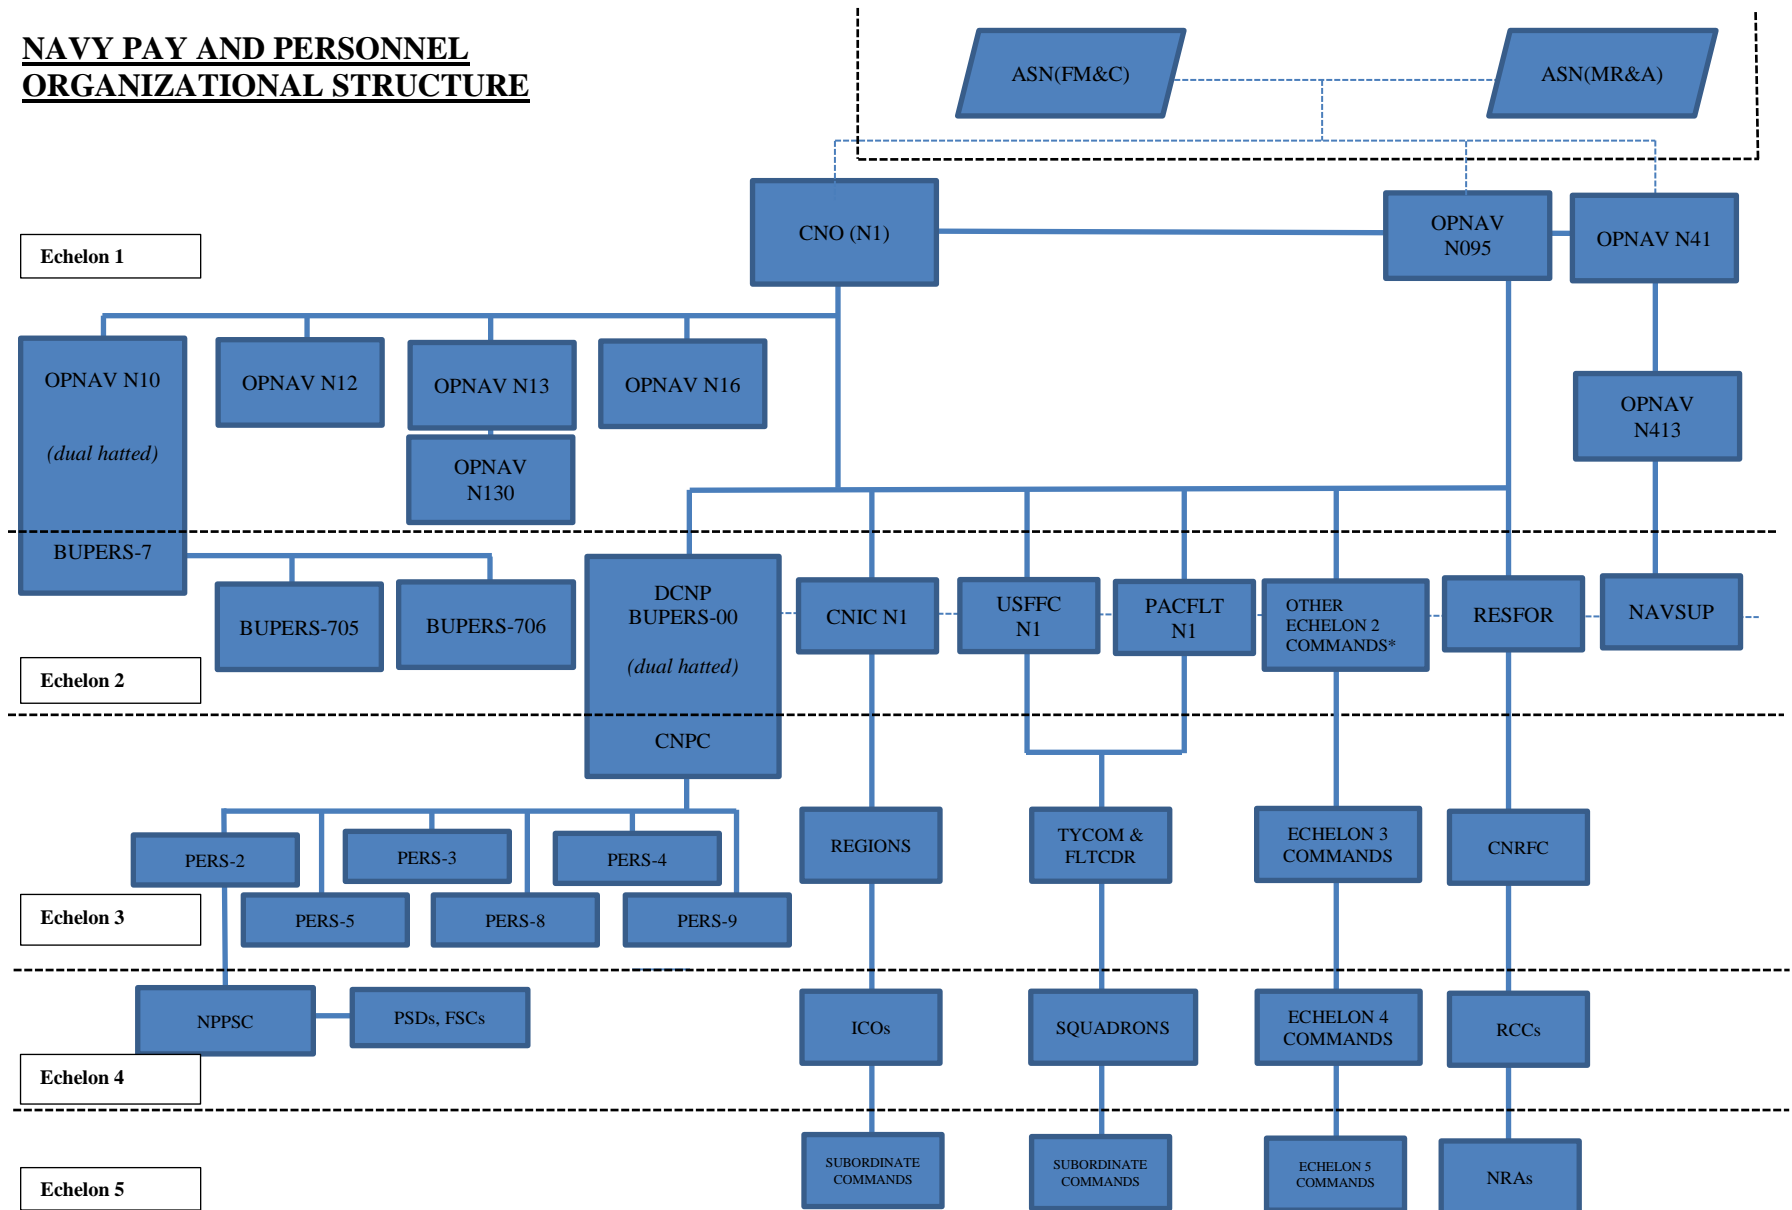 NAVY PAY AND PERSONNEL
ORGANIZATIONAL STRUCTURE
ASN(FM&C)
ASN(MR&A)
Echelon 1
CNO (N1)
OPNAV
N095
OPNAV N41
OPNAV N10
(dual hatted)
BUPERS-7
OPNAV N12
OPNAV N13
OPNAV N16
OPNAV
N130
OPNAV
N413
Echelon 2
BUPERS-705
BUPERS-706
DCNP
BUPERS-00
(dual hatted)
CNPC
CNIC N1
USFFC
N1
PACFLT
N1
OTHER
ECHELON 2
COMMANDS*
RESFOR
NAVSUP
Echelon 3
PERS-2
PERS-3
PERS-4
PERS-5
PERS-8
PERS-9
REGIONS
TYCOM &
FLTCDR
ECHELON 3
COMMANDS
CNRFC
Echelon 4
NPPSC
PSDs, FSCs
ICOs
SQUADRONS
ECHELON 4
COMMANDS
RCCs
Echelon 5
SUBORDINATE
COMMANDS
SUBORDINATE
COMMANDS
ECHELON 5
COMMANDS
NRAs